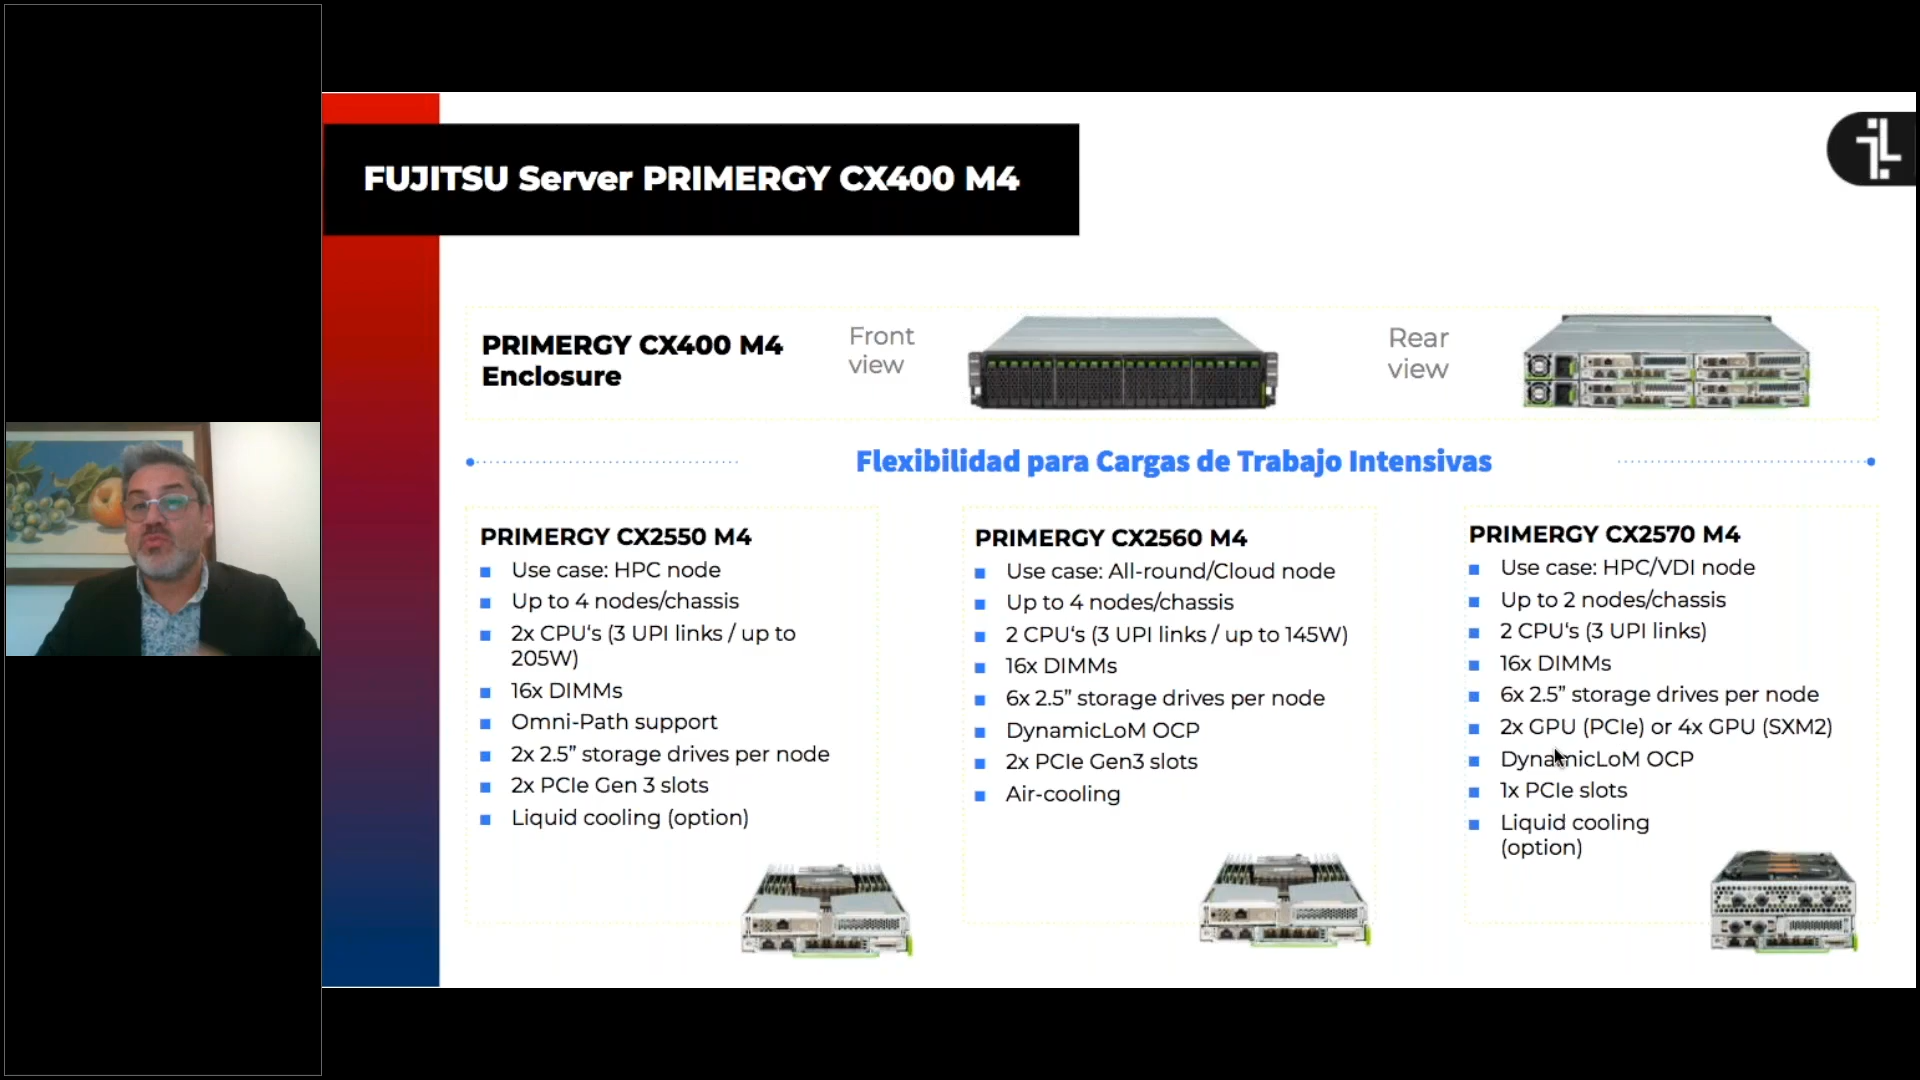 FUJITSU Server PRIMERGY CX400 M4
PRIMERGY CX400 M4
Enclosure
Front
view
Rear
view
Flexibilidad para Cargas de Trabajo Intensivas
PRIMERGY CX2550 M4
Use case: HPC node
Up to 4 nodes/chassis
2x CPU‘s (3 UPI links / up to
205W)
16x DIMMs
Omni-Path support
2x 2.5” storage drives per node
2x PCIe Gen 3 slots
Liquid cooling (option)
PRIMERGY CX2560 M4
Use case: All-round/Cloud node
Up to 4 nodes/chassis
2 CPU‘s (3 UPI links / up to 145W)
16x DIMMs
6x 2.5” storage drives per node
DynamicLoM OCP
2x PCIe Gen3 slots
Air-cooling
PRIMERGY CX2570 M4
Use case: HPC/VDI node
Up to 2 nodes/chassis
2 CPU‘s (3 UPI links)
16x DIMMs
6x 2.5” storage drives per node
2x GPU (PCIe) or 4x GPU (SXM2)
DynamicLoM OCP
1x PCIe slots
Liquid cooling
(option)